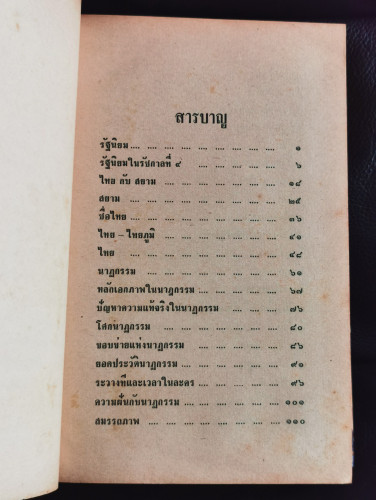 สารบาญ
รัฐนิยม .... .... .... .... .... .... .... .... ๑
รัฐนิยมในรัชกาลที่ ๙ .... .... .... .... .... ๖
ไทย กับ สยาม .... .... .... .... .... .... ๑๘
สยาม .... .... .... .... .... .... .... .... ๒๕
ชื่อไทย .... .... .... .... .... .... .... .... ๓๖
ไทย – ไทยภูมิ .... .... .... .... .... .... ๔๑
ไทย .... .... .... .... .... .... .... .... ๔๘
นาฏกรรม .... .... .... .... .... .... .... ๖๑
หลักเอกภาพในนาฏกรรม .... .... .... .... ๖๗
ปัญหาความแท้จริงในนาฏกรรม .... .... .... ๗๖
โศกนาฏกรรม .... .... .... .... .... .... ๘๐
ขอบข่ายแห่งนาฏกรรม .... .... .... .... ๘๖
ยอดประวัตินาฏกรรม .... .... .... .... .... ๙๑
ระวางที่และเวลาในละคร .... .... .... .... ๙๖
ความฝันกับนาฏกรรม .... .... .... .... ๑๐๑
สมรรถภาพ .... .... .... .... .... .... ๑๑๐